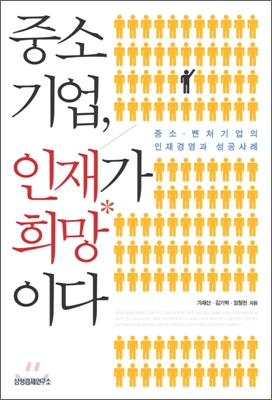 중소
기업,
인재가
희망*
이다
중소·벤처기업의
인재경영과 성공사례
가재산·김기혁·임철헌 지음
삼성경제연구소